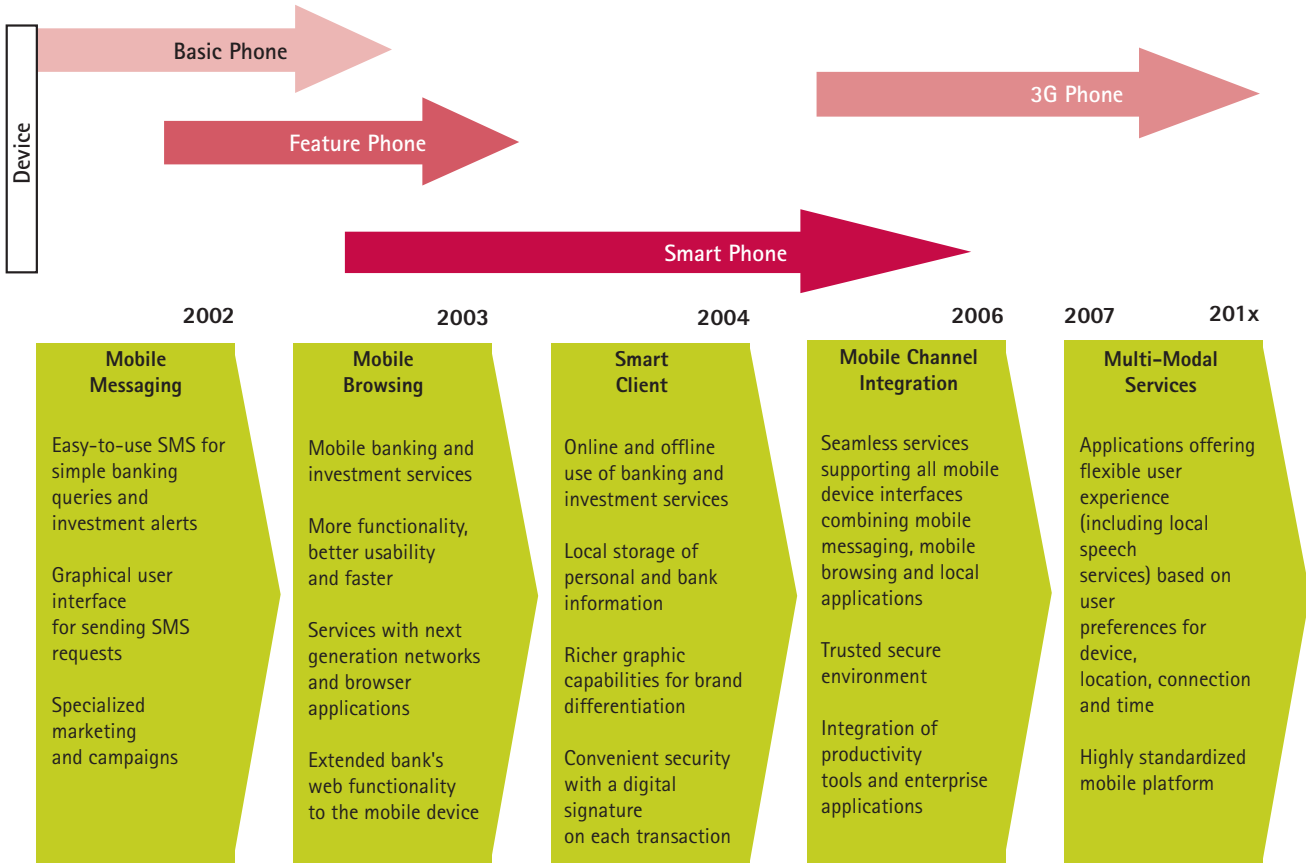 Device
Basic Phone
Feature Phone
Smart Phone
3G Phone
2002
Mobile
Messaging
Easy-to-use SMS for
simple banking
queries and
investment alerts
Graphical user
interface
for sending SMS
requests
Specialized
marketing
and campaigns
2003
Mobile
Browsing
Mobile banking and
investment services
More functionality,
better usability
and faster
Services with next
generation networks
and browser
applications
Extended bank's
web functionality
to the mobile device
2004
Smart
Client
Online and offline
use of banking and
investment services
Local storage of
personal and bank
information
Richer graphic
capabilities for brand
differentiation
Convenient security
with a digital
signature
on each transaction
2006
Mobile Channel
Integration
Seamless services
supporting all mobile
device interfaces
combining mobile
messaging, mobile
browsing and local
applications
Trusted secure
environment
Integration of
productivity
tools and enterprise
applications
2007 201x
Multi-Modal
Services
Applications offering
flexible user
experience
(including local
speech
services) based on
user
preferences for
device,
location, connection
and time
Highly standardized
mobile platform